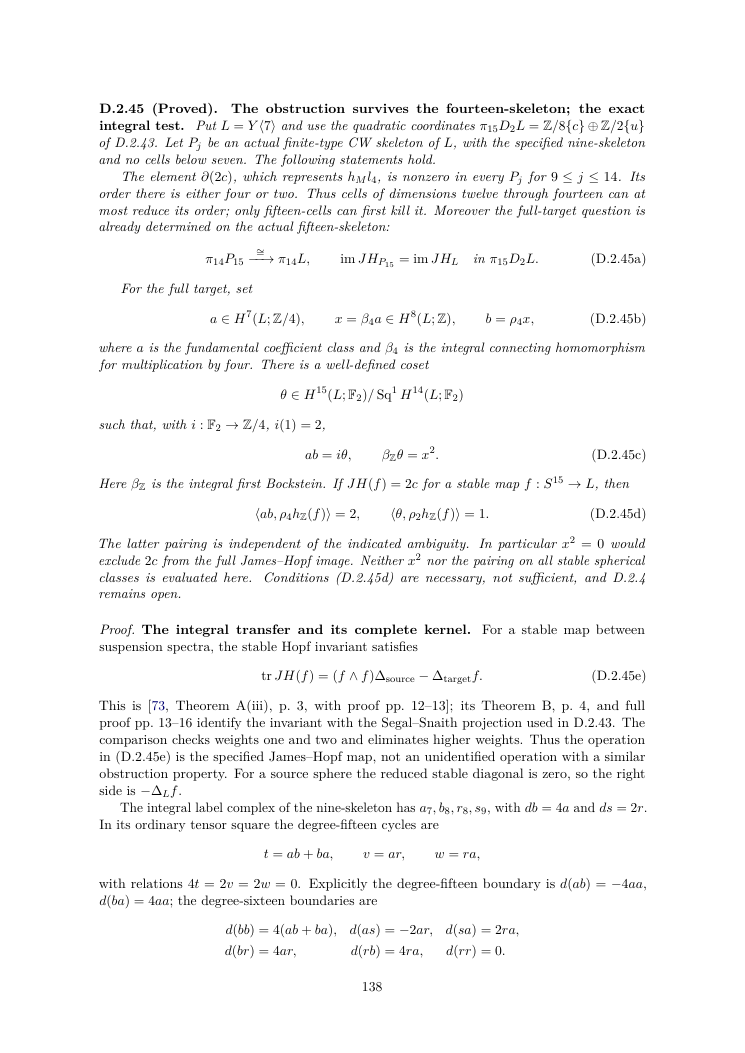 D.2.45 (Proved). The obstruction survives the fourteen-skeleton; the exact
integral test. Put L = Y⟨7⟩ and use the quadratic coordinates π₁₅D₂L = ℤ/8{c} ⊕ ℤ/2{u}
of D.2.43. Let Pⱼ be an actual finite-type CW skeleton of L, with the specified nine-skeleton
and no cells below seven. The following statements hold.
The element ∂(2c), which represents h_M l₄, is nonzero in every Pⱼ for 9 ≤ j ≤ 14. Its
order there is either four or two. Thus cells of dimensions twelve through fourteen can at
most reduce its order; only fifteen-cells can first kill it. Moreover the full-target question is
already determined on the actual fifteen-skeleton:
π₁₄P₁₅ ≅⟶ π₁₄L, im JH_{P₁₅} = im JH_L in π₁₅D₂L. (D.2.45a)
For the full target, set
a ∈ H⁷(L; ℤ/4), x = β₄a ∈ H⁸(L; ℤ), b = ρ₄x, (D.2.45b)
where a is the fundamental coefficient class and β₄ is the integral connecting homomorphism
for multiplication by four. There is a well-defined coset
θ ∈ H¹⁵(L; 𝔽₂)/ Sq¹ H¹⁴(L; 𝔽₂)
such that, with i : 𝔽₂ → ℤ/4, i(1) = 2,
ab = iθ, β_ℤθ = x². (D.2.45c)
Here β_ℤ is the integral first Bockstein. If JH(f) = 2c for a stable map f : S¹⁵ → L, then
⟨ab, ρ₄h_ℤ(f)⟩ = 2, ⟨θ, ρ₂h_ℤ(f)⟩ = 1. (D.2.45d)
The latter pairing is independent of the indicated ambiguity. In particular x² = 0 would
exclude 2c from the full James–Hopf image. Neither x² nor the pairing on all stable spherical
classes is evaluated here. Conditions (D.2.45d) are necessary, not sufficient, and D.2.4
remains open.
Proof. The integral transfer and its complete kernel. For a stable map between
suspension spectra, the stable Hopf invariant satisfies
tr JH(f) = (f ∧ f)Δ_source − Δ_target f. (D.2.45e)
This is [73, Theorem A(iii), p. 3, with proof pp. 12–13]; its Theorem B, p. 4, and full
proof pp. 13–16 identify the invariant with the Segal–Snaith projection used in D.2.43. The
comparison checks weights one and two and eliminates higher weights. Thus the operation
in (D.2.45e) is the specified James–Hopf map, not an unidentified operation with a similar
obstruction property. For a source sphere the reduced stable diagonal is zero, so the right
side is −Δ_L f.
The integral label complex of the nine-skeleton has a₇, b₈, r₈, s₉, with db = 4a and ds = 2r.
In its ordinary tensor square the degree-fifteen cycles are
t = ab + ba, v = ar, w = ra,
with relations 4t = 2v = 2w = 0. Explicitly the degree-fifteen boundary is d(ab) = −4aa,
d(ba) = 4aa; the degree-sixteen boundaries are
d(bb) = 4(ab + ba), d(as) = −2ar, d(sa) = 2ra,
d(br) = 4ar, d(rb) = 4ra, d(rr) = 0.
138